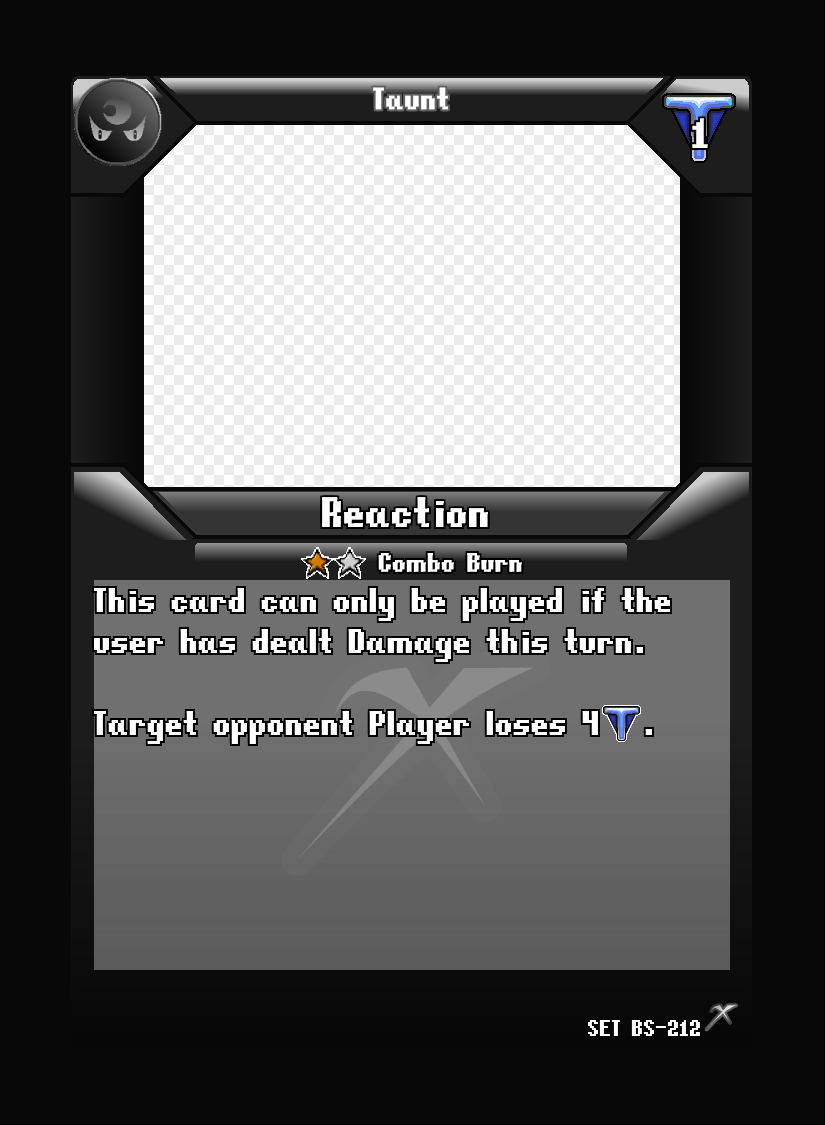 Taunt
1
Reaction
Combo Burn
This card can only be played if the
user has dealt Damage this turn.
Target opponent Player loses 4T.
SET BS-212